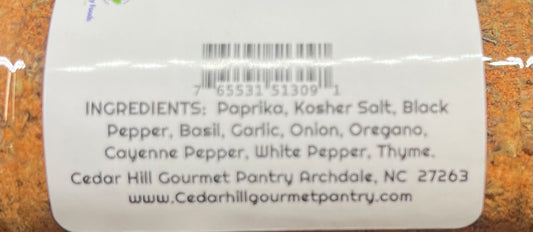 Foods
7 65531 51309 1
INGREDIENTS: Paprika, Kosher Salt, Black
Pepper, Basil, Garlic, Onion, Oregano,
Cayenne Pepper, White Pepper, Thyme.
Cedar Hill Gourmet Pantry Archdale, NC 27263
www.Cedarhillgourmetpantry.com